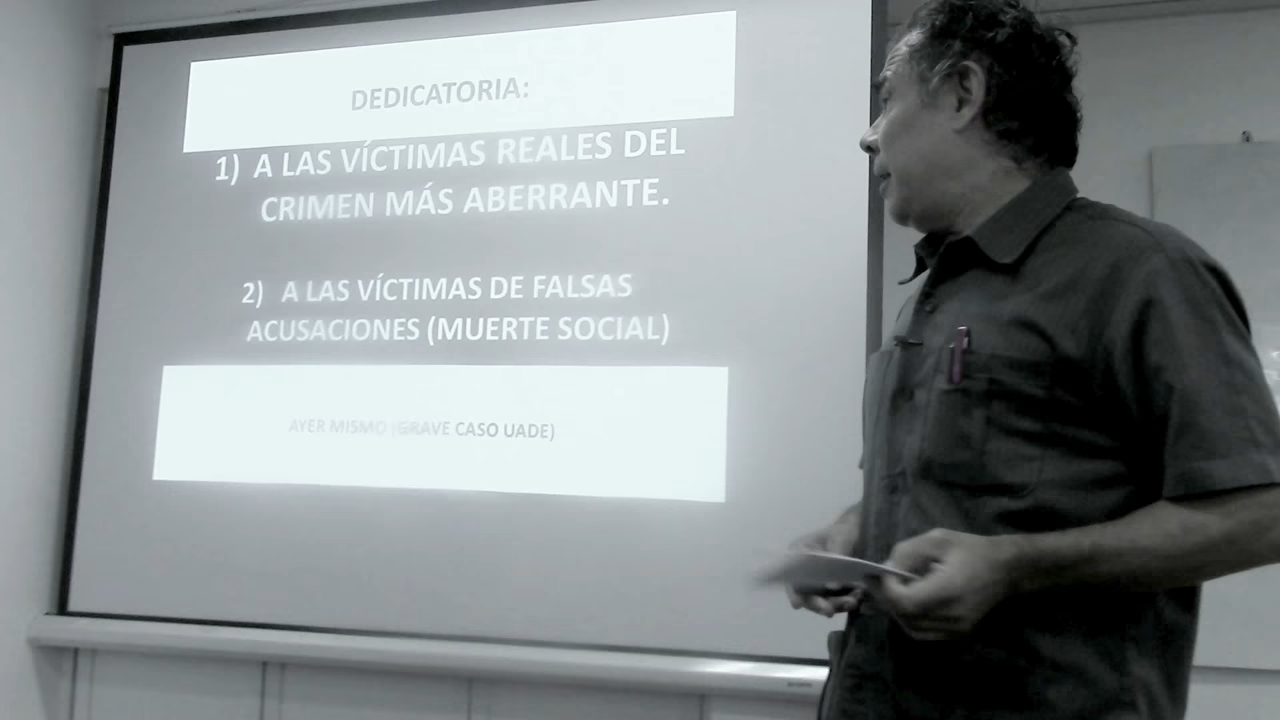 DEDICATORIA:
1) A LAS VÍCTIMAS REALES DEL
CRIMEN MÁS ABERRANTE.
2) A LAS VÍCTIMAS DE FALSAS
ACUSACIONES (MUERTE SOCIAL)
AYER MISMO (GRAVE CASO UADE)